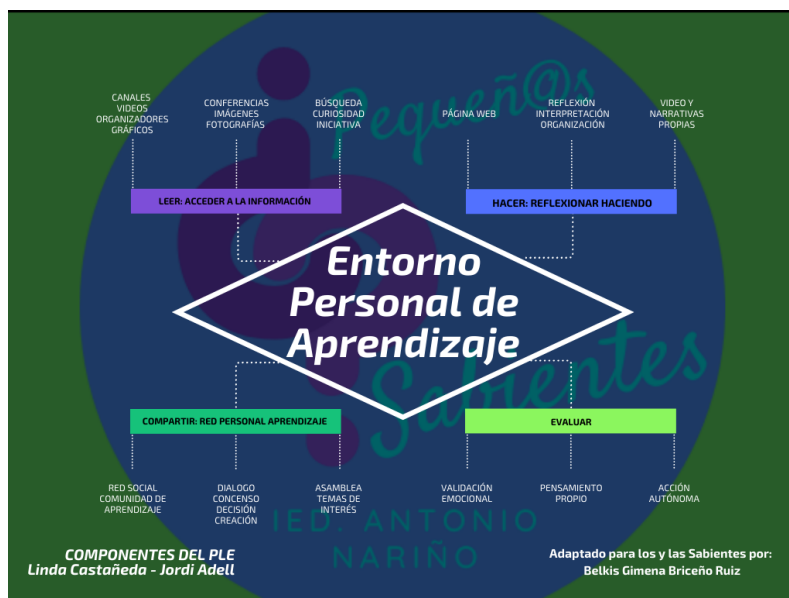 CANALES
VIDEOS
ORGANIZADORES
GRÁFICOS
CONFERENCIAS
IMÁGENES
FOTOGRAFÍAS
BÚSQUEDA
CURIOSIDAD
INICIATIVA
PÁGINA WEB
REFLEXIÓN
INTERPRETACIÓN
ORGANIZACIÓN
VIDEO Y
NARRATIVAS
PROPIAS
Pequeñ@s
LEER: ACCEDER A LA INFORMACIÓN
HACER: REFLEXIONAR HACIENDO
Entorno
Personal de
Aprendizaje
Sabientes
COMPARTIR: RED PERSONAL APRENDIZAJE
EVALUAR
RED SOCIAL
COMUNIDAD DE
APRENDIZAJE
DIALOGO
CONCENSO
DECISIÓN
CREACIÓN
ASAMBLEA
TEMAS DE
INTERÉS
VALIDACIÓN
EMOCIONAL
PENSAMIENTO
PROPIO
ACCIÓN
AUTÓNOMA
IED. ANTONIO
NARIÑO
COMPONENTES DEL PLE
Linda Castañeda - Jordi Adell
Adaptado para los y las Sabientes por:
Belkis Gimena Briceño Ruiz